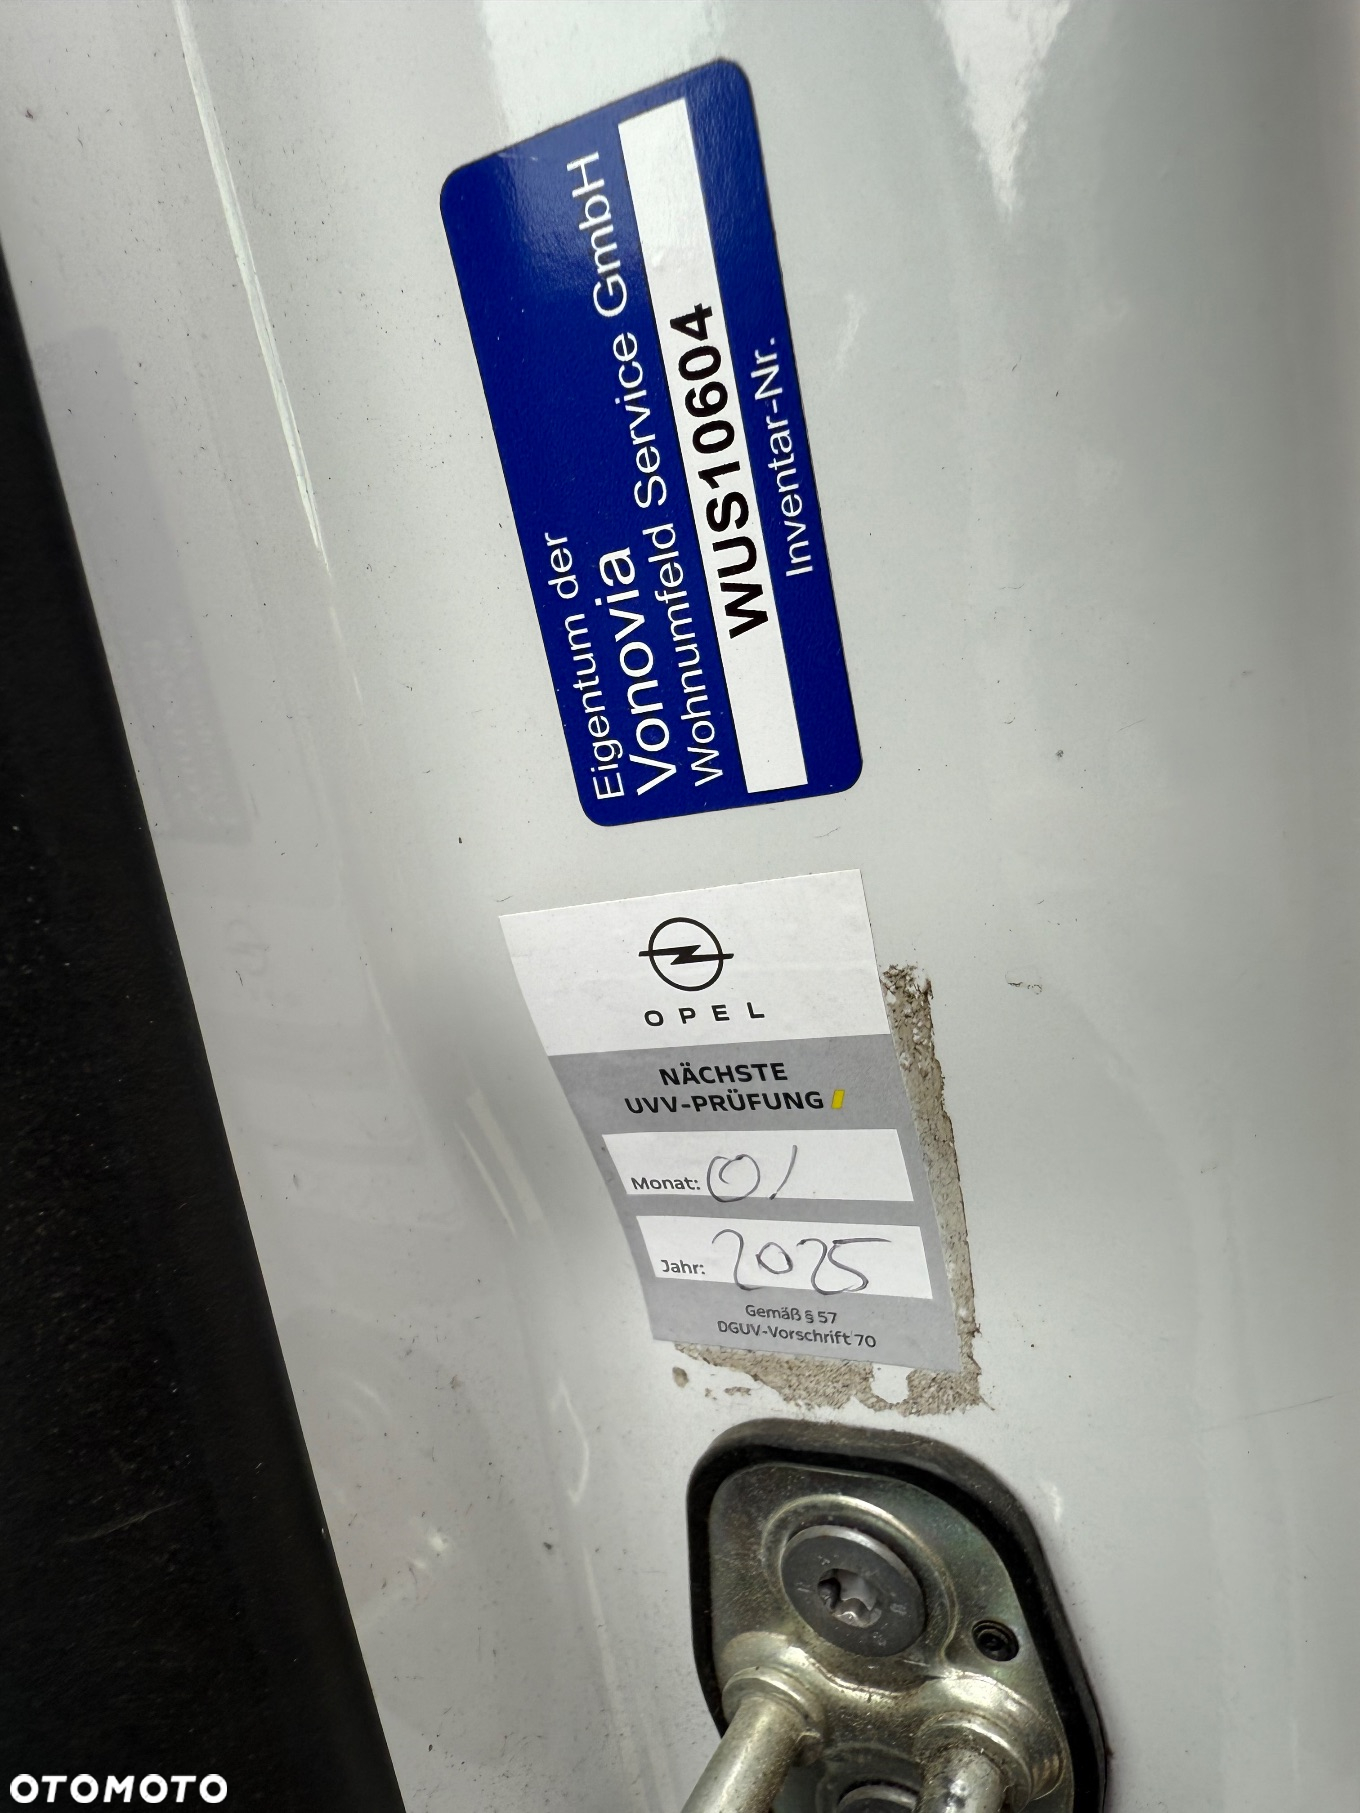 Eigentum der
Vonovia
Wohnumfeld Service GmbH
WUS10604
Inventar-Nr.
OPEL
NÄCHSTE
UVV-PRÜFUNG
Monat: 01
Jahr: 2025
Gemäß § 57
DGUV-Vorschrift 70
OTOMOTO